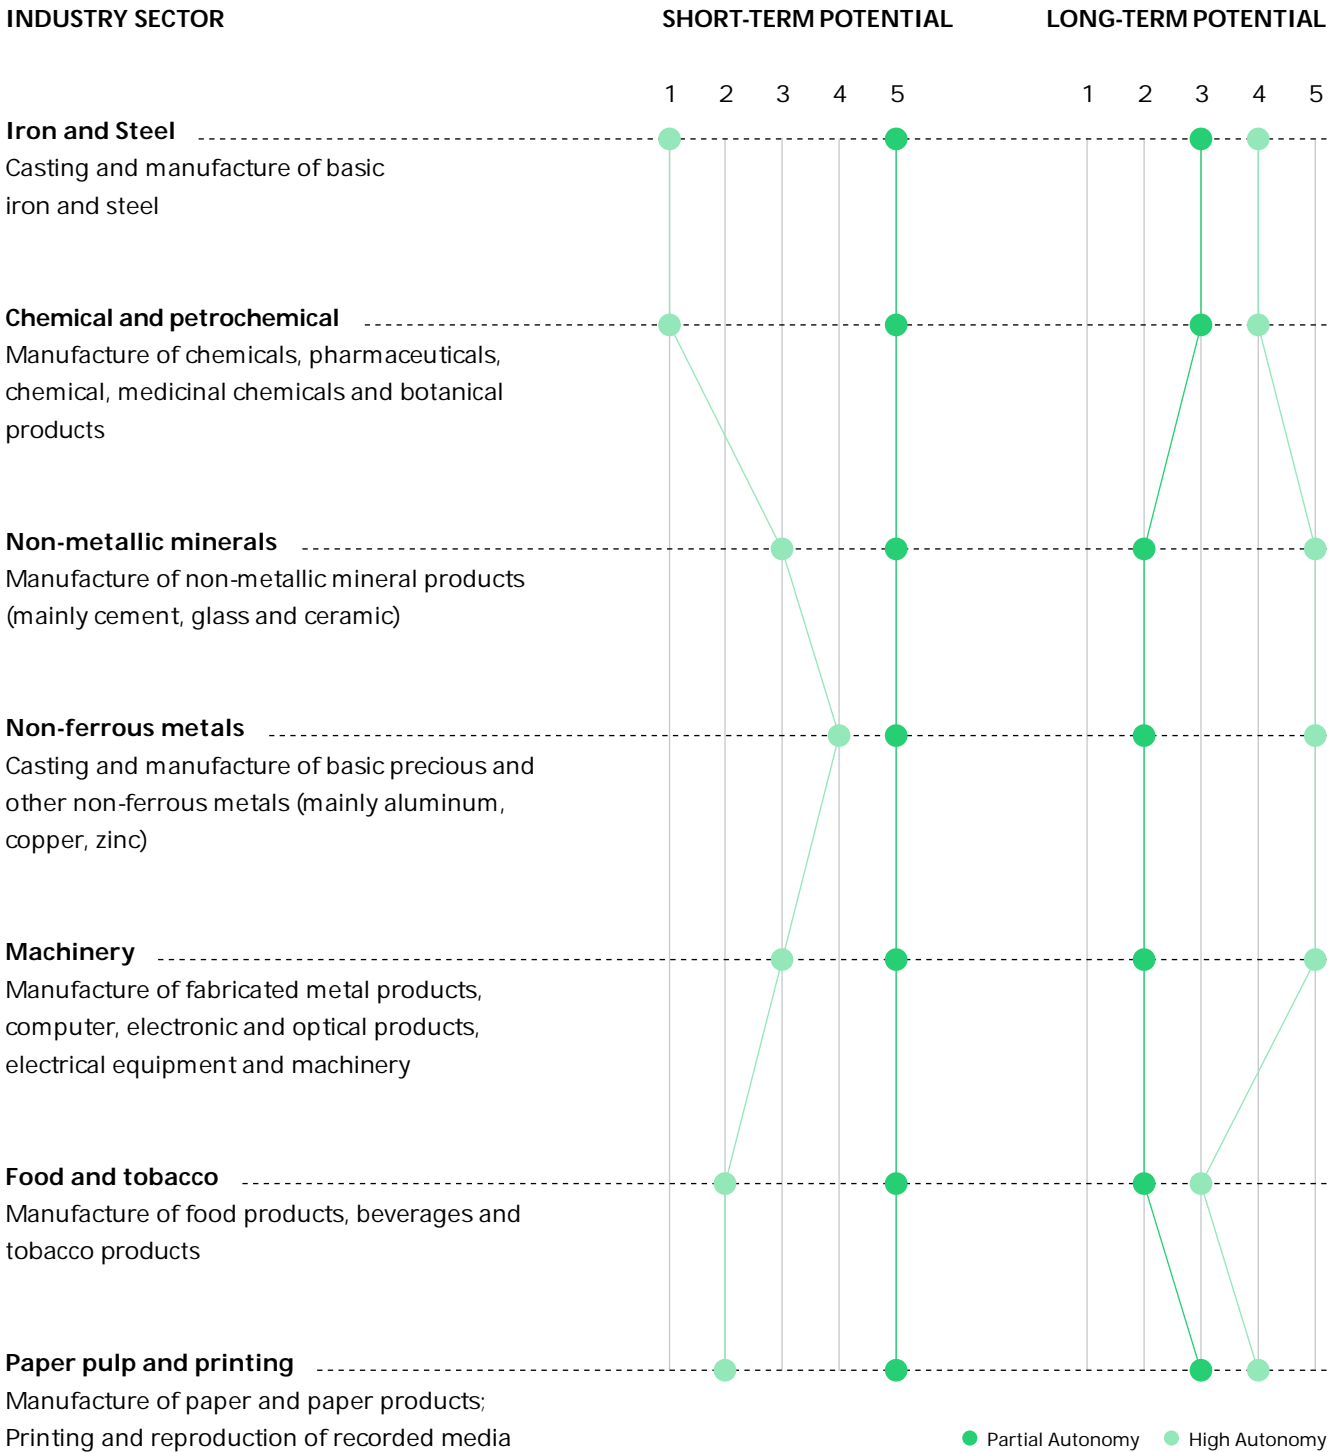 INDUSTRY SECTOR SHORT-TERM POTENTIAL LONG-TERM POTENTIAL
1 2 3 4 5 1 2 3 4 5
Iron and Steel
Casting and manufacture of basic
iron and steel
Chemical and petrochemical
Manufacture of chemicals, pharmaceuticals,
chemical, medicinal chemicals and botanical
products
Non-metallic minerals
Manufacture of non-metallic mineral products
(mainly cement, glass and ceramic)
Non-ferrous metals
Casting and manufacture of basic precious and
other non-ferrous metals (mainly aluminum,
copper, zinc)
Machinery
Manufacture of fabricated metal products,
computer, electronic and optical products,
electrical equipment and machinery
Food and tobacco
Manufacture of food products, beverages and
tobacco products
Paper pulp and printing
Manufacture of paper and paper products;
Printing and reproduction of recorded media
Partial Autonomy High Autonomy